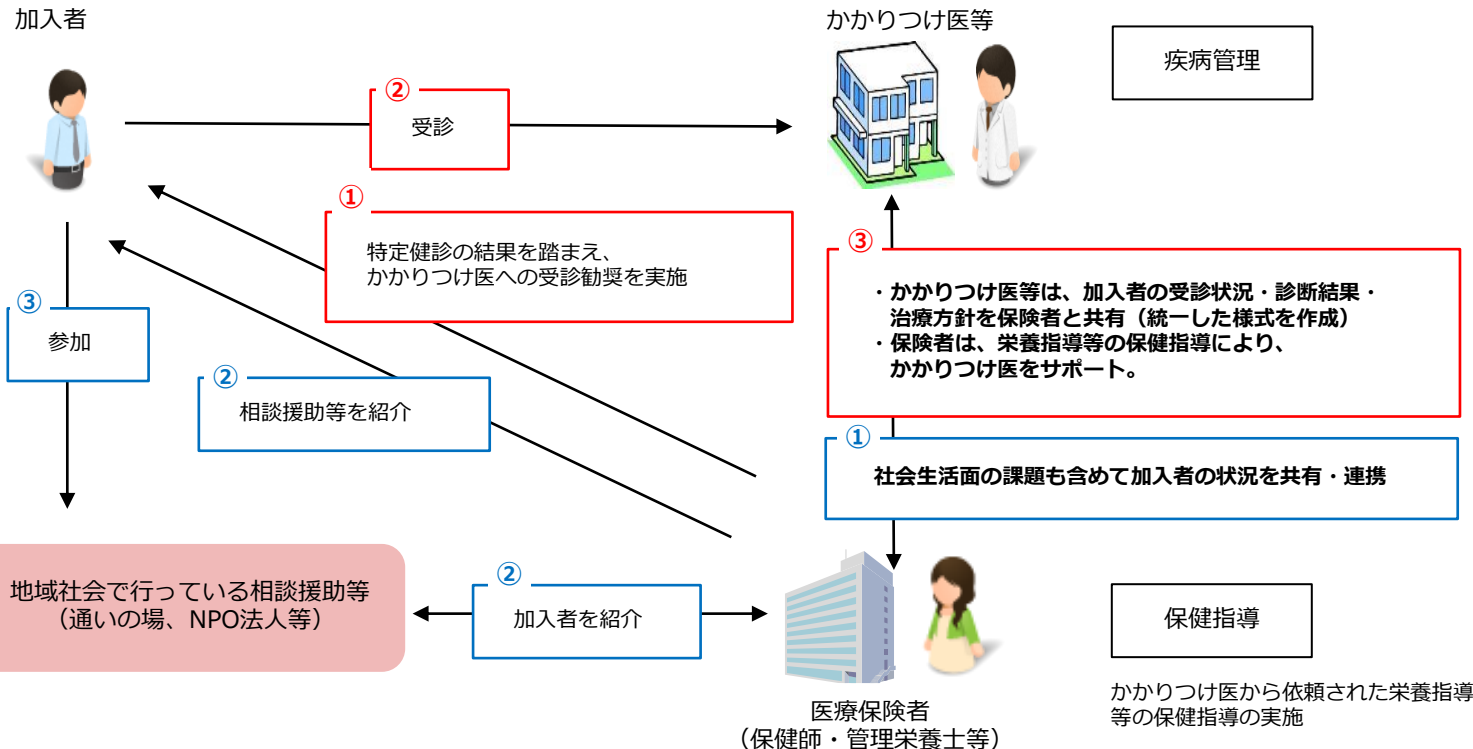 加入者
かかりつけ医等
疾病管理
②
受診
①
特定健診の結果を踏まえ、
かかりつけ医への受診勧奨を実施
③
・かかりつけ医等は、加入者の受診状況・診断結果・
治療方針を保険者と共有（統一した様式を作成）
・保険者は、栄養指導等の保健指導により、
かかりつけ医をサポート。
③
参加
②
相談援助等を紹介
①
社会生活面の課題も含めて加入者の状況を共有・連携
地域社会で行っている相談援助等
（通いの場、NPO法人等）
②
加入者を紹介
保健指導
かかりつけ医から依頼された栄養指導
等の保健指導の実施
医療保険者
（保健師・管理栄養士等）